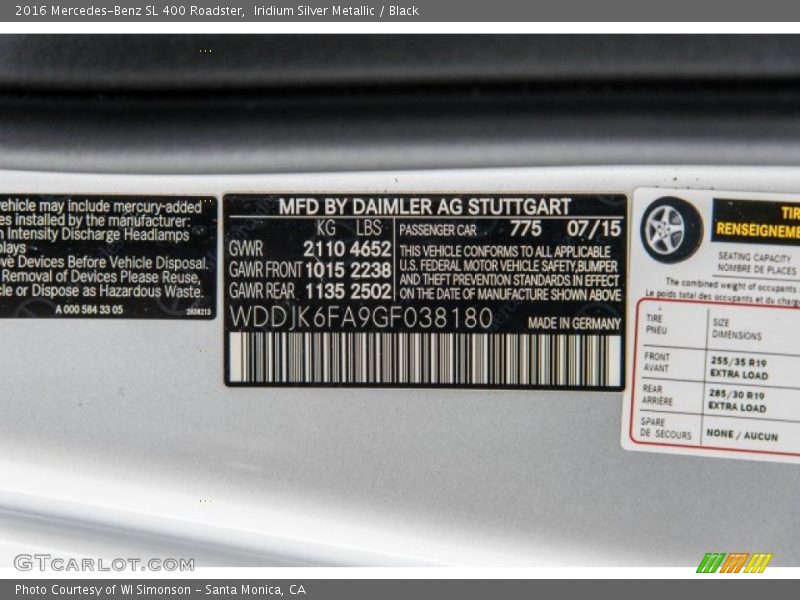 2016 Mercedes-Benz SL 400 Roadster, Iridium Silver Metallic / Black
vehicle may include mercury-added
installed by the manufacturer:
Intensity Discharge Headlamps
Devices Before Vehicle Disposal.
Removal of Devices Please Reuse,
or Dispose as Hazardous Waste.
A 000 584 33 05
MFD BY DAIMLER AG STUTTGART
KG LBS PASSENGER CAR 775 07/15
GVWR 2110 4652
GAWR FRONT 1015 2238
GAWR REAR 1135 2502
THIS VEHICLE CONFORMS TO ALL APPLICABLE
U.S. FEDERAL MOTOR VEHICLE SAFETY,BUMPER
AND THEFT PREVENTION STANDARDS IN EFFECT
ON THE DATE OF MANUFACTURE SHOWN ABOVE
WDDJK6FA9GF038180 MADE IN GERMANY
SEATING CAPACITY
NOMBRE DE PLACES
The combined weight of occupants
Le poids total des occupants et du
TIRE SIZE
PNEU DIMENSIONS
FRONT 255/35 R19
AVANT EXTRA LOAD
REAR 285/30 R19
ARRIÈRE EXTRA LOAD
SPARE
DE SECOURS NONE / AUCUN
GTCARLOT.COM
Photo Courtesy of WI Simonson - Santa Monica, CA